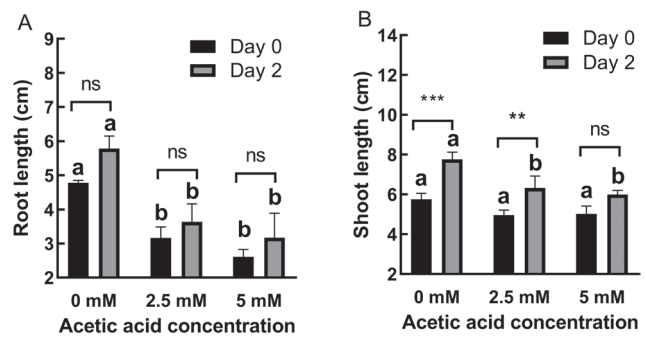 A
Root length (cm)
9
8
7
6
5
4
3
2
Day 0
Day 2
ns
a
a
ns
b
b
ns
b
b
0 mM
2.5 mM
5 mM
Acetic acid concentration
B
Shoot length (cm)
14
12
10
8
6
4
2
Day 0
Day 2
***
a
a
**
a
b
ns
a
b
0 mM
2.5 mM
5 mM
Acetic acid concentration